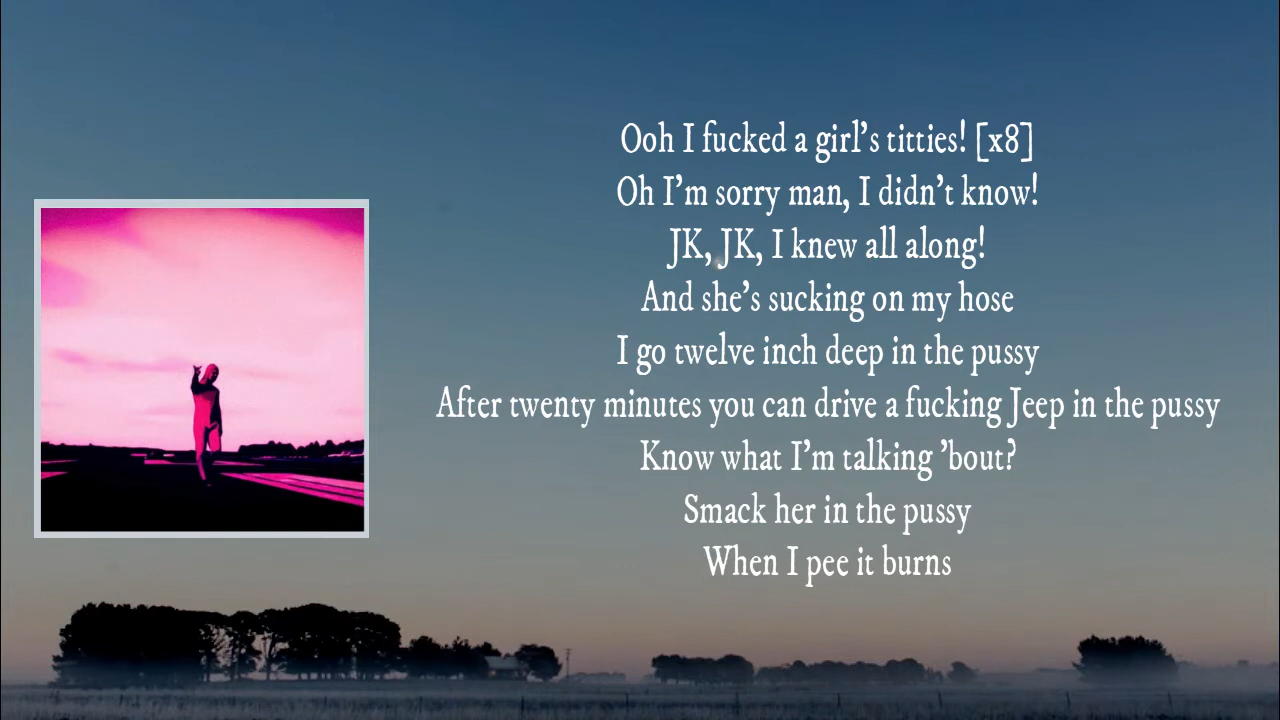 Ooh I fucked a girl's titties! [x8]
Oh I'm sorry man, I didn't know!
JK, JK, I knew all along!
And she's sucking on my hose
I go twelve inch deep in the pussy
After twenty minutes you can drive a fucking Jeep in the pussy
Know what I'm talking 'bout?
Smack her in the pussy
When I pee it burns